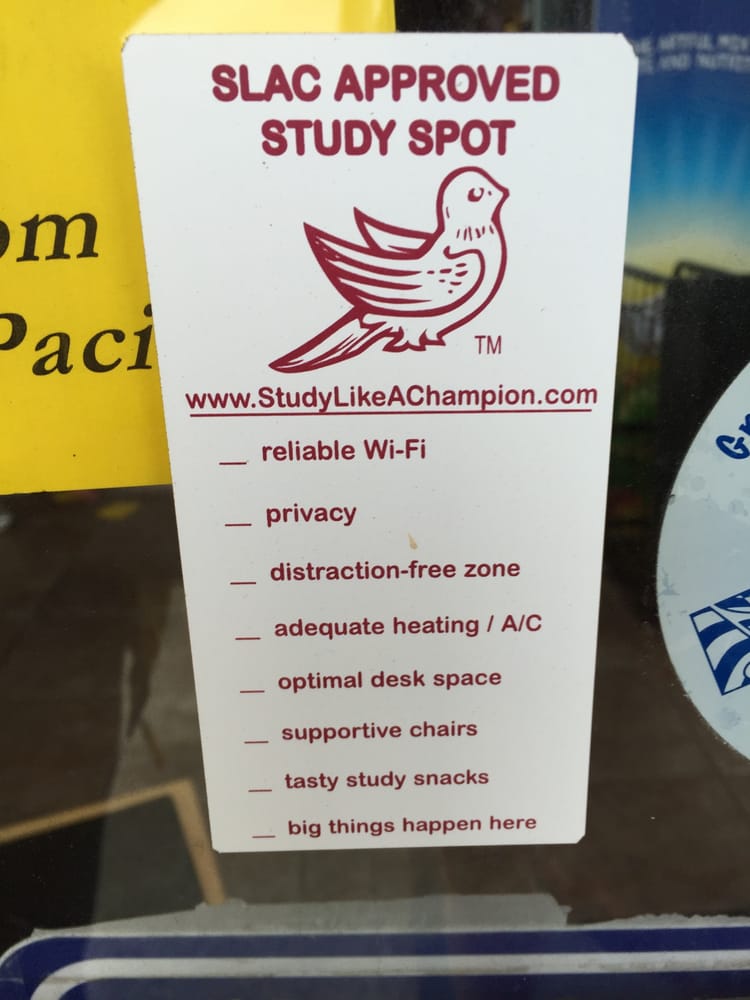 SLAC APPROVED
STUDY SPOT
TM
www.StudyLikeAChampion.com
__ reliable Wi-Fi
__ privacy
__ distraction-free zone
__ adequate heating / A/C
__ optimal desk space
__ supportive chairs
__ tasty study snacks
__ big things happen here
om
Paci